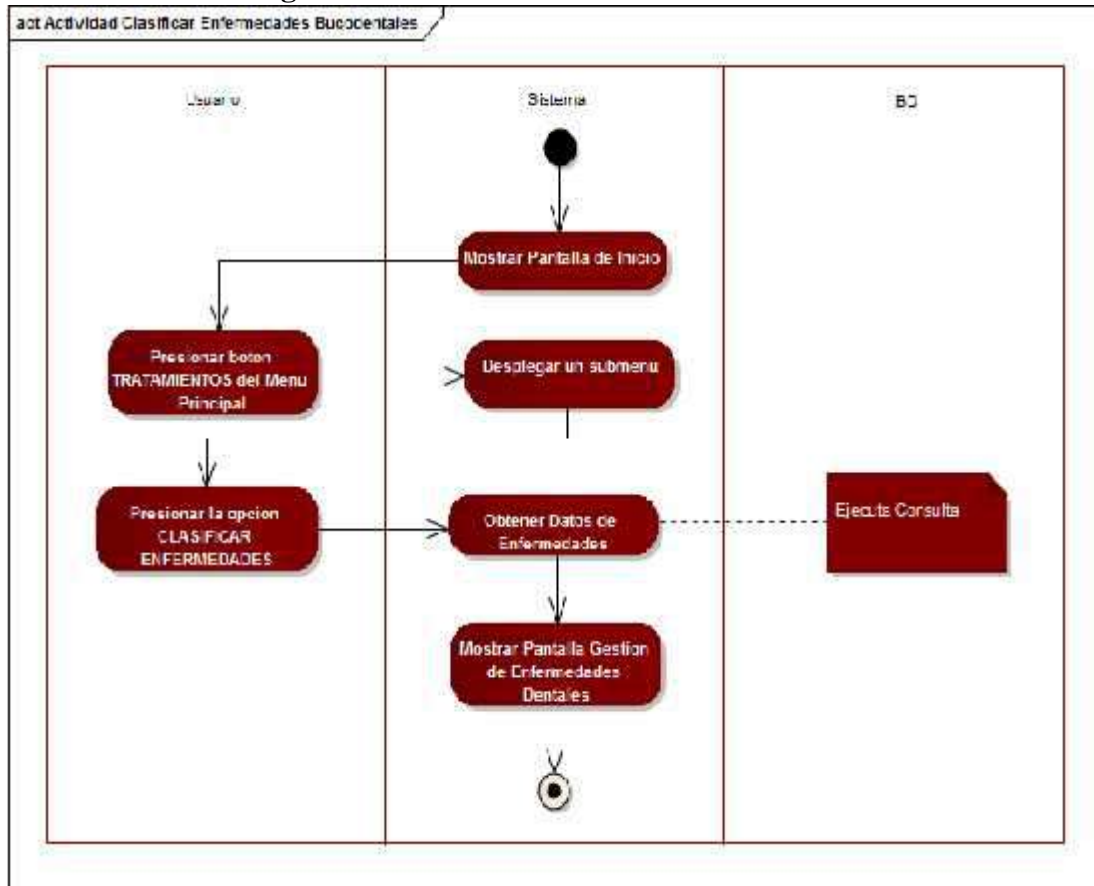 act Actividad Clasificar Enfermedades Bucodentales
Usuario
Sistema
BD
Mostrar Pantalla de Inicio
Presionar boton
TRATAMIENTOS del Menu
Principal
Desplegar un submenu
Presionar la opcion
CLASIFICAR
ENFERMEDADES
Obtener Datos de
Enfermedades
Ejecuta Consulta
Mostrar Pantalla Gestion
de Enfermedades
Dentales